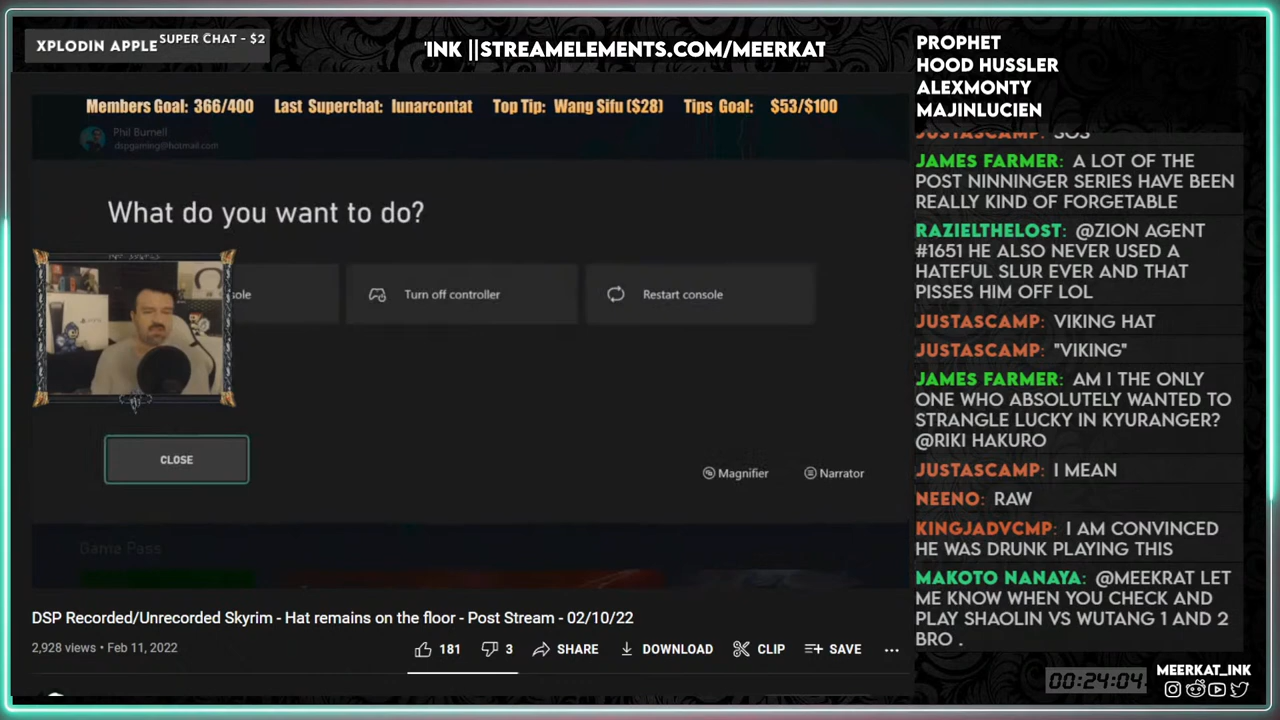 XPLODIN APPLE SUPER CHAT - $2
'INK ||STREAMELEMENTS.COM/MEERKAT
PROPHET
HOOD HUSSLER
ALEXMONTY
MAJINLUCIEN
Members Goal: 366/400 Last Superchat: lunarcontat Top Tip: Wang Sifu ($28) Tips Goal: $53/$100
Phil Burnell
dspgaming@hotmail.com
What do you want to do?
sole
Turn off controller
Restart console
CLOSE
Magnifier
Narrator
Game Pass
DSP Recorded/Unrecorded Skyrim - Hat remains on the floor - Post Stream - 02/10/22
2,928 views • Feb 11, 2022
181 3 SHARE DOWNLOAD CLIP SAVE ...
JUSTASCAMP: SOS
JAMES FARMER: A LOT OF THE
POST NINNINGER SERIES HAVE BEEN
REALLY KIND OF FORGETABLE
RAZIELTHELOST: @ZION AGENT
#1651 HE ALSO NEVER USED A
HATEFUL SLUR EVER AND THAT
PISSES HIM OFF LOL
JUSTASCAMP: VIKING HAT
JUSTASCAMP: "VIKING"
JAMES FARMER: AM I THE ONLY
ONE WHO ABSOLUTELY WANTED TO
STRANGLE LUCKY IN KYURANGER?
@RIKI HAKURO
JUSTASCAMP: I MEAN
NEENO: RAW
KINGJADVCMP: I AM CONVINCED
HE WAS DRUNK PLAYING THIS
MAKOTO NANAYA: @MEEKRAT LET
ME KNOW WHEN YOU CHECK AND
PLAY SHAOLIN VS WUTANG 1 AND 2
BRO .
00:24:04
MEERKAT_INK